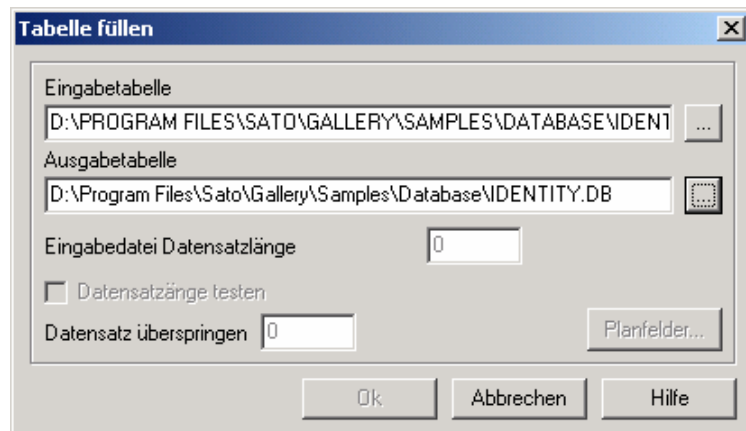 Tabelle füllen
Eingabetabelle
D:\PROGRAM FILES\SATO\GALLERY\SAMPLES\DATABASE\IDENT
...
Ausgabetabelle
D:\Program Files\Sato\Gallery\Samples\Database\IDENTITY.DB
...
Eingabedatei Datensatzlänge 0
Datensatzänge testen
Datensatz überspringen 0 Planfelder...
Ok Abbrechen Hilfe